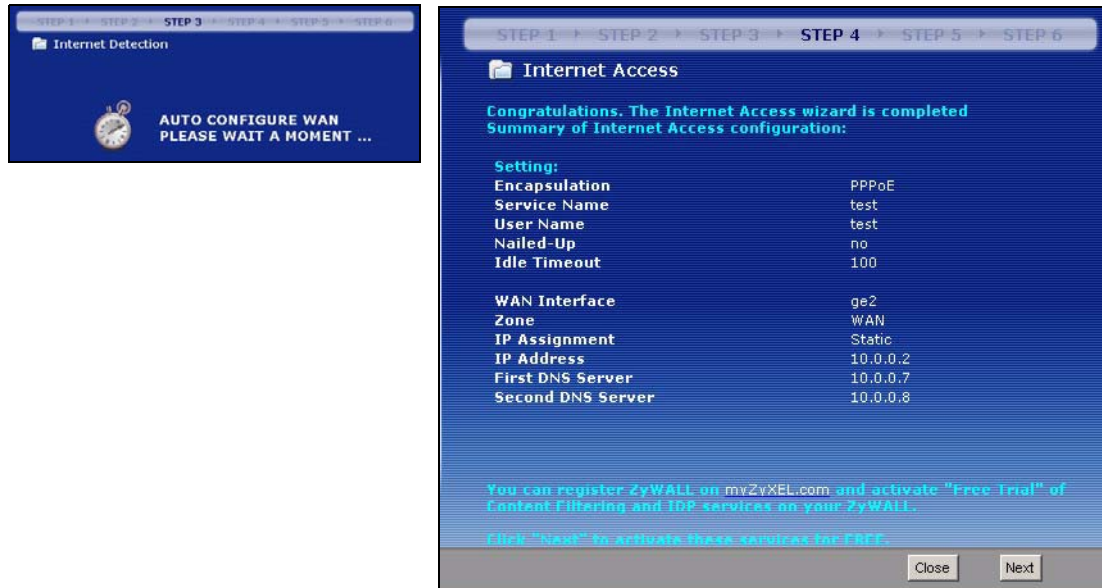 STEP 1 STEP 2 STEP 3 STEP 4 STEP 5 STEP 6
Internet Detection
AUTO CONFIGURE WAN
PLEASE WAIT A MOMENT ...
STEP 1 STEP 2 STEP 3 STEP 4 STEP 5 STEP 6
Internet Access
Congratulations. The Internet Access wizard is completed
Summary of Internet Access configuration:
Setting:
Encapsulation PPPoE
Service Name test
User Name test
Nailed-Up no
Idle Timeout 100
WAN Interface ge2
Zone WAN
IP Assignment Static
IP Address 10.0.0.2
First DNS Server 10.0.0.7
Second DNS Server 10.0.0.8
You can register ZyWALL on myZyXEL.com and activate "Free Trial" of
Content Filtering and IDP services on your ZyWALL.
Click "Next" to activate these services for FREE.
Close Next